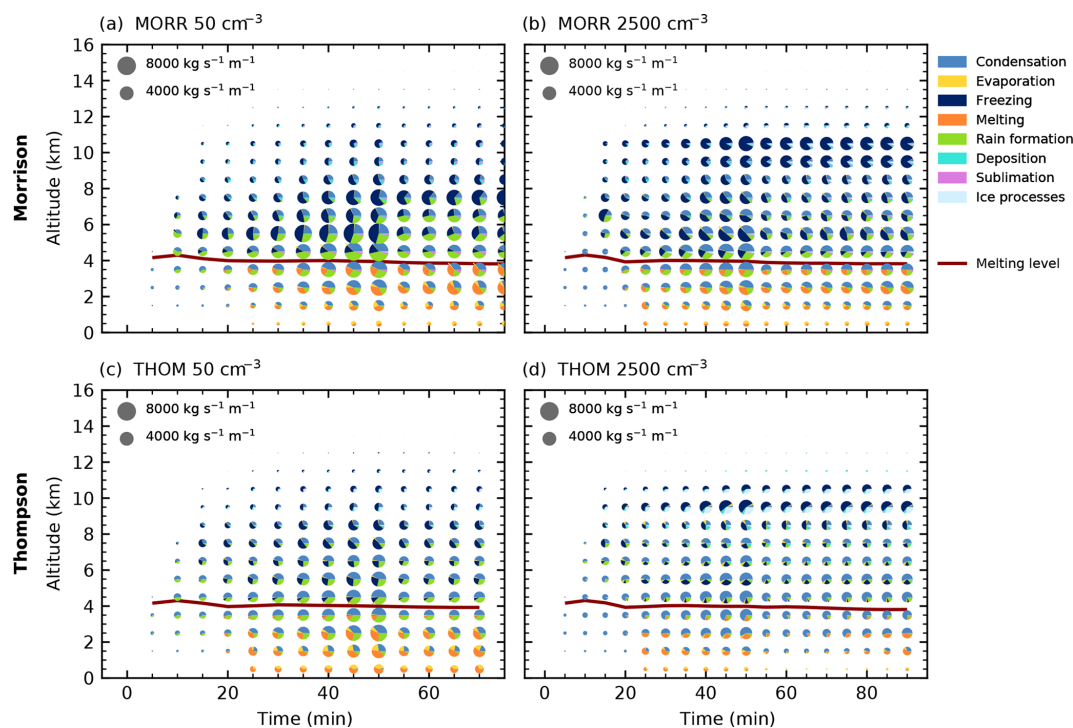 (a) MORR 50 cm⁻³
(b) MORR 2500 cm⁻³
16
14
12
10
8
6
4
2
0
Altitude (km)
Morrison
8000 kg s⁻¹ m⁻¹
4000 kg s⁻¹ m⁻¹
8000 kg s⁻¹ m⁻¹
4000 kg s⁻¹ m⁻¹
Condensation
Evaporation
Freezing
Melting
Rain formation
Deposition
Sublimation
Ice processes
Melting level
(c) THOM 50 cm⁻³
(d) THOM 2500 cm⁻³
16
14
12
10
8
6
4
2
0
Altitude (km)
Thompson
8000 kg s⁻¹ m⁻¹
4000 kg s⁻¹ m⁻¹
8000 kg s⁻¹ m⁻¹
4000 kg s⁻¹ m⁻¹
0 20 40 60
0 20 40 60 80
Time (min)
Time (min)